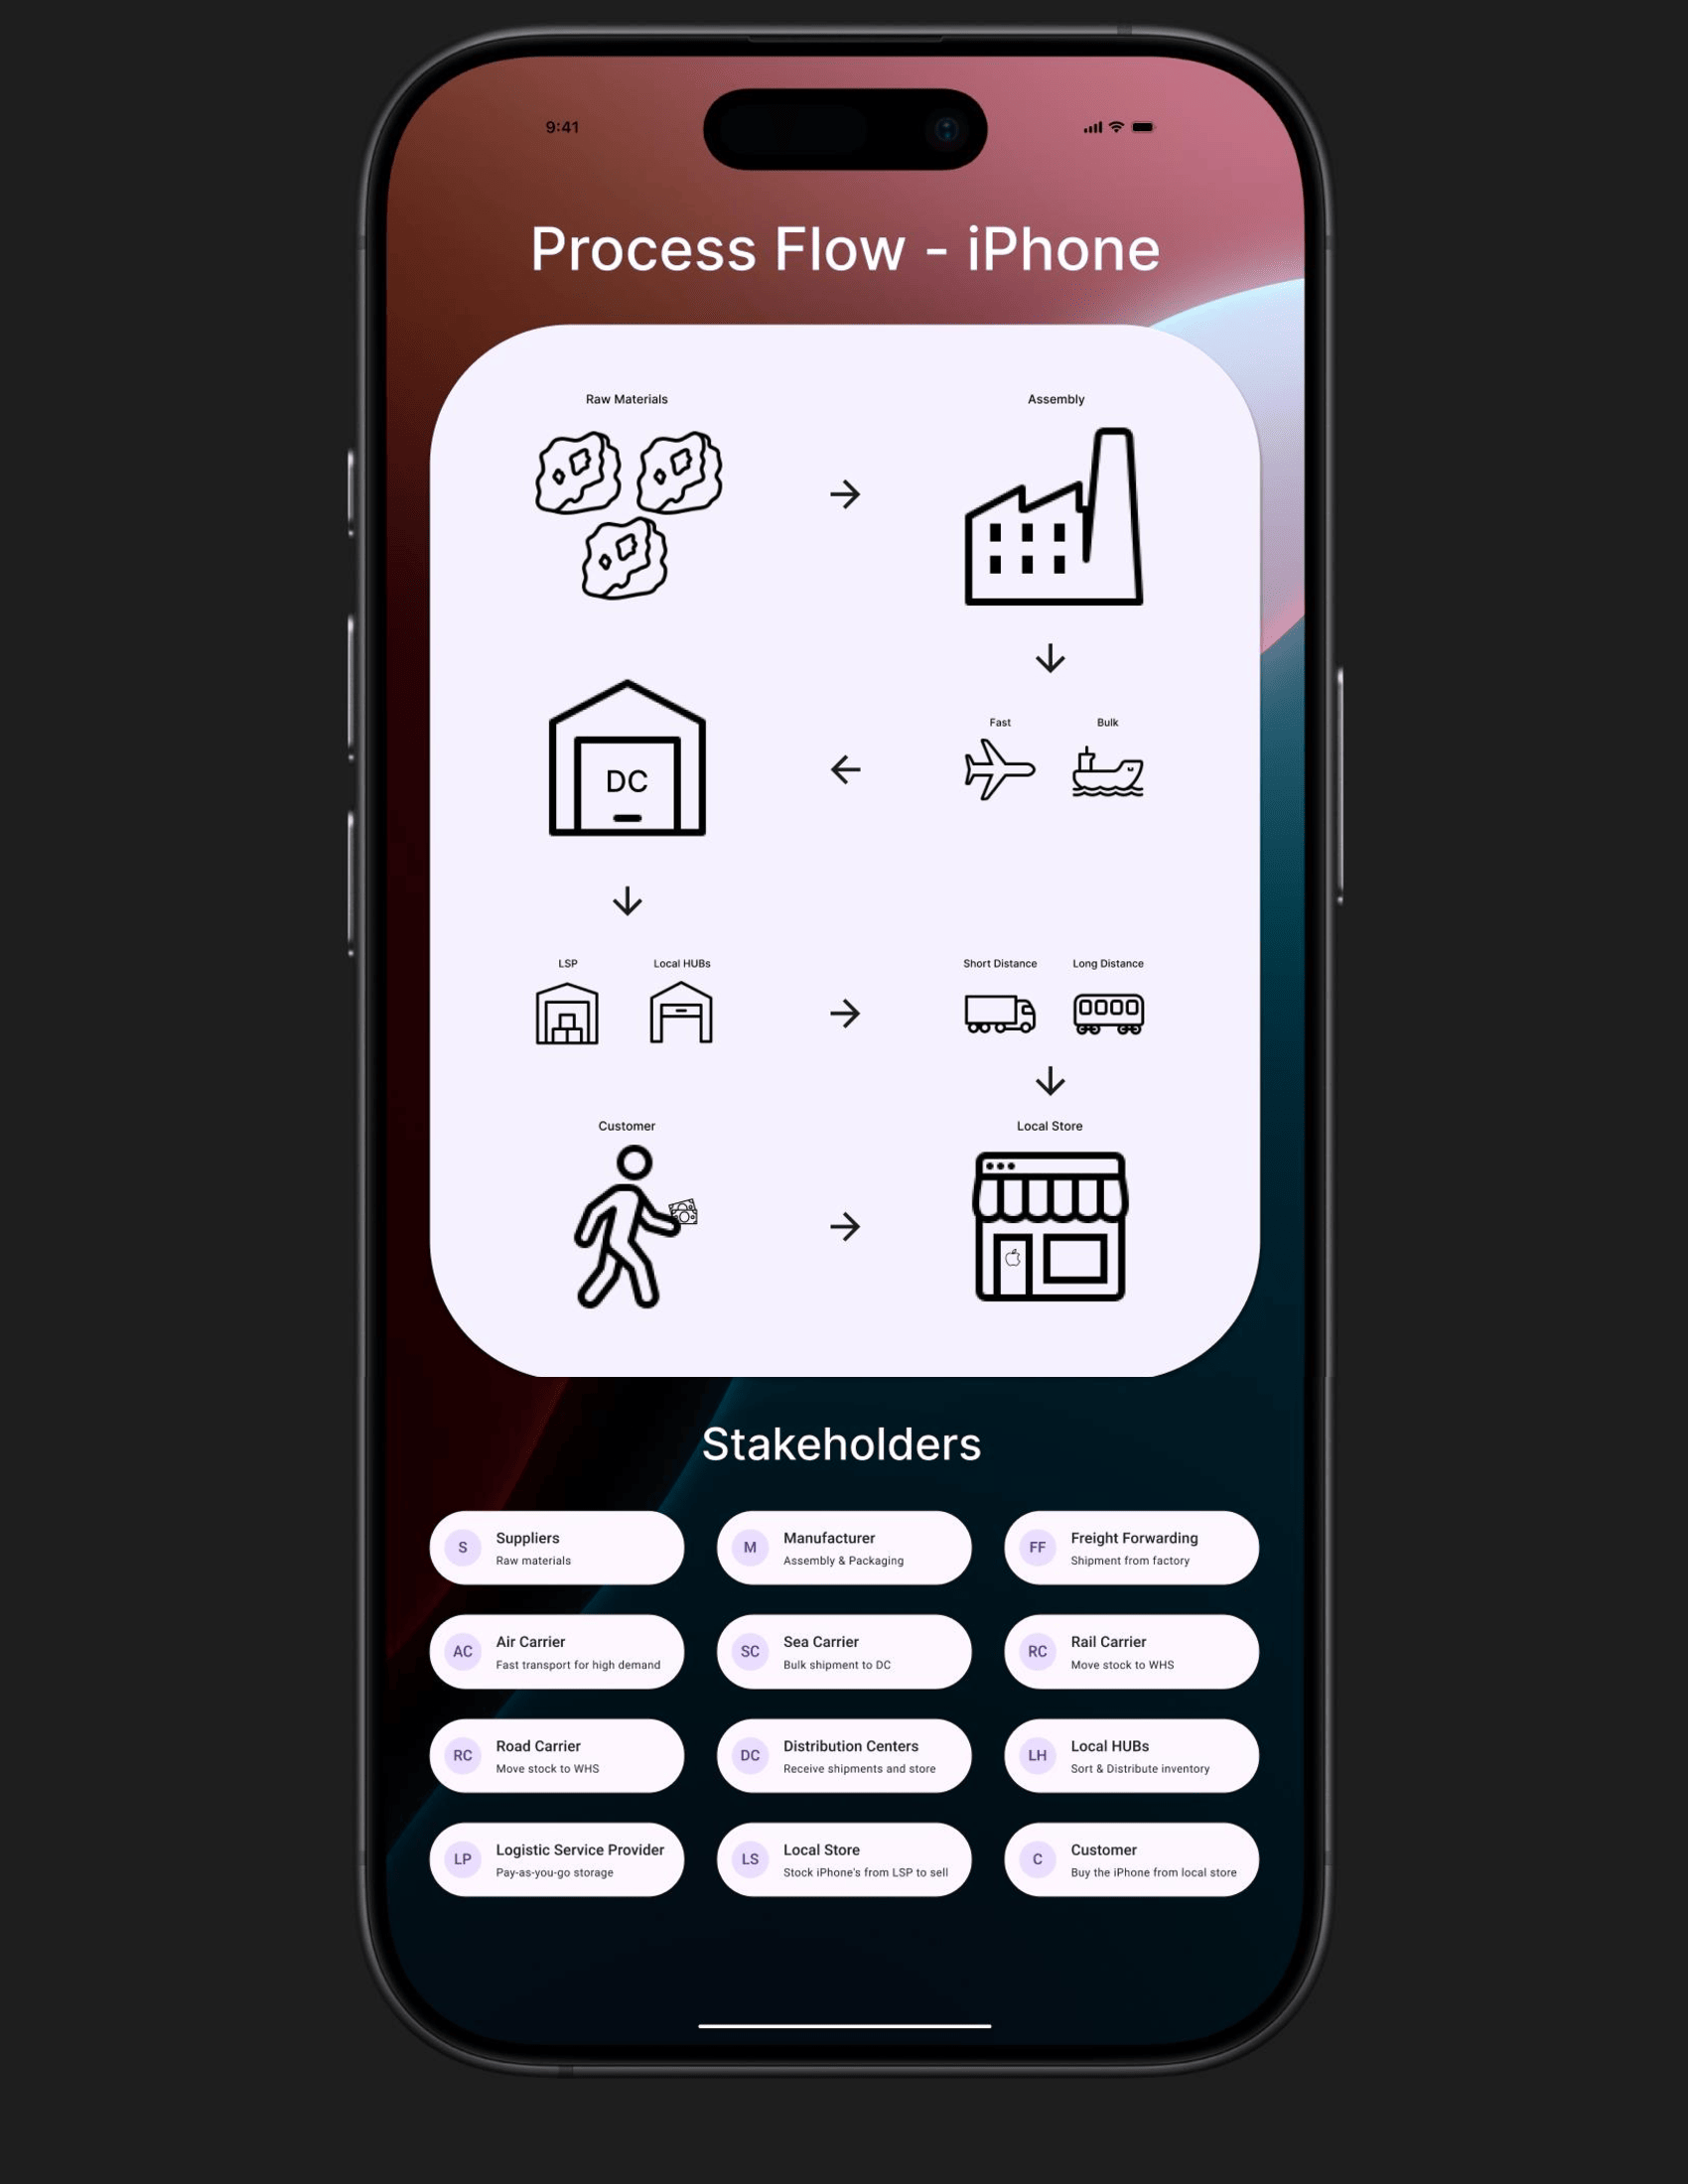 9:41
Process Flow - iPhone
Raw Materials
Assembly
Fast
Bulk
DC
LSP
Local HUBs
Short Distance
Long Distance
Customer
Local Store
Stakeholders
S
Suppliers
Raw materials
M
Manufacturer
Assembly & Packaging
FF
Freight Forwarding
Shipment from factory
AC
Air Carrier
Fast transport for high demand
SC
Sea Carrier
Bulk shipment to DC
RC
Rail Carrier
Move stock to WHS
RC
Road Carrier
Move stock to WHS
DC
Distribution Centers
Receive shipments and store
LH
Local HUBs
Sort & Distribute inventory
LP
Logistic Service Provider
Pay-as-you-go storage
LS
Local Store
Stock iPhone's from LSP to sell
C
Customer
Buy the iPhone from local store